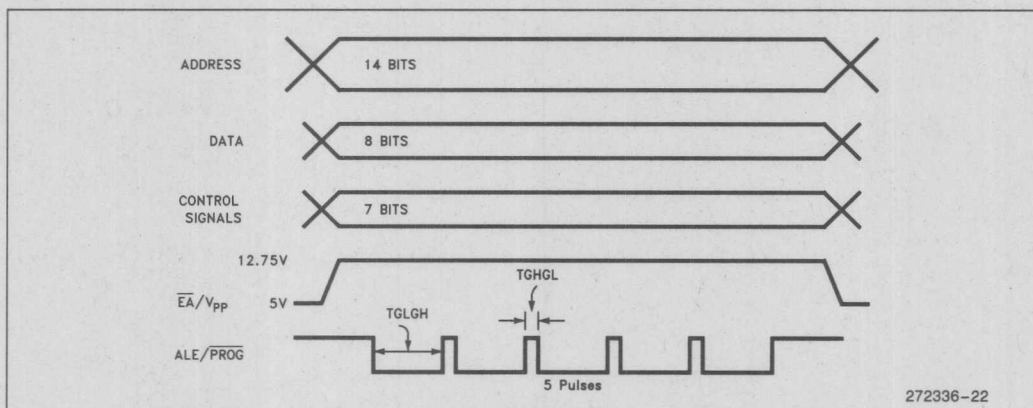 ADDRESS
14 BITS
DATA
8 BITS
CONTROL
SIGNALS
7 BITS
12.75V
EA/VPP
5V
TGHGL
TGLGH
ALE/PROG
5 Pulses
272336-22